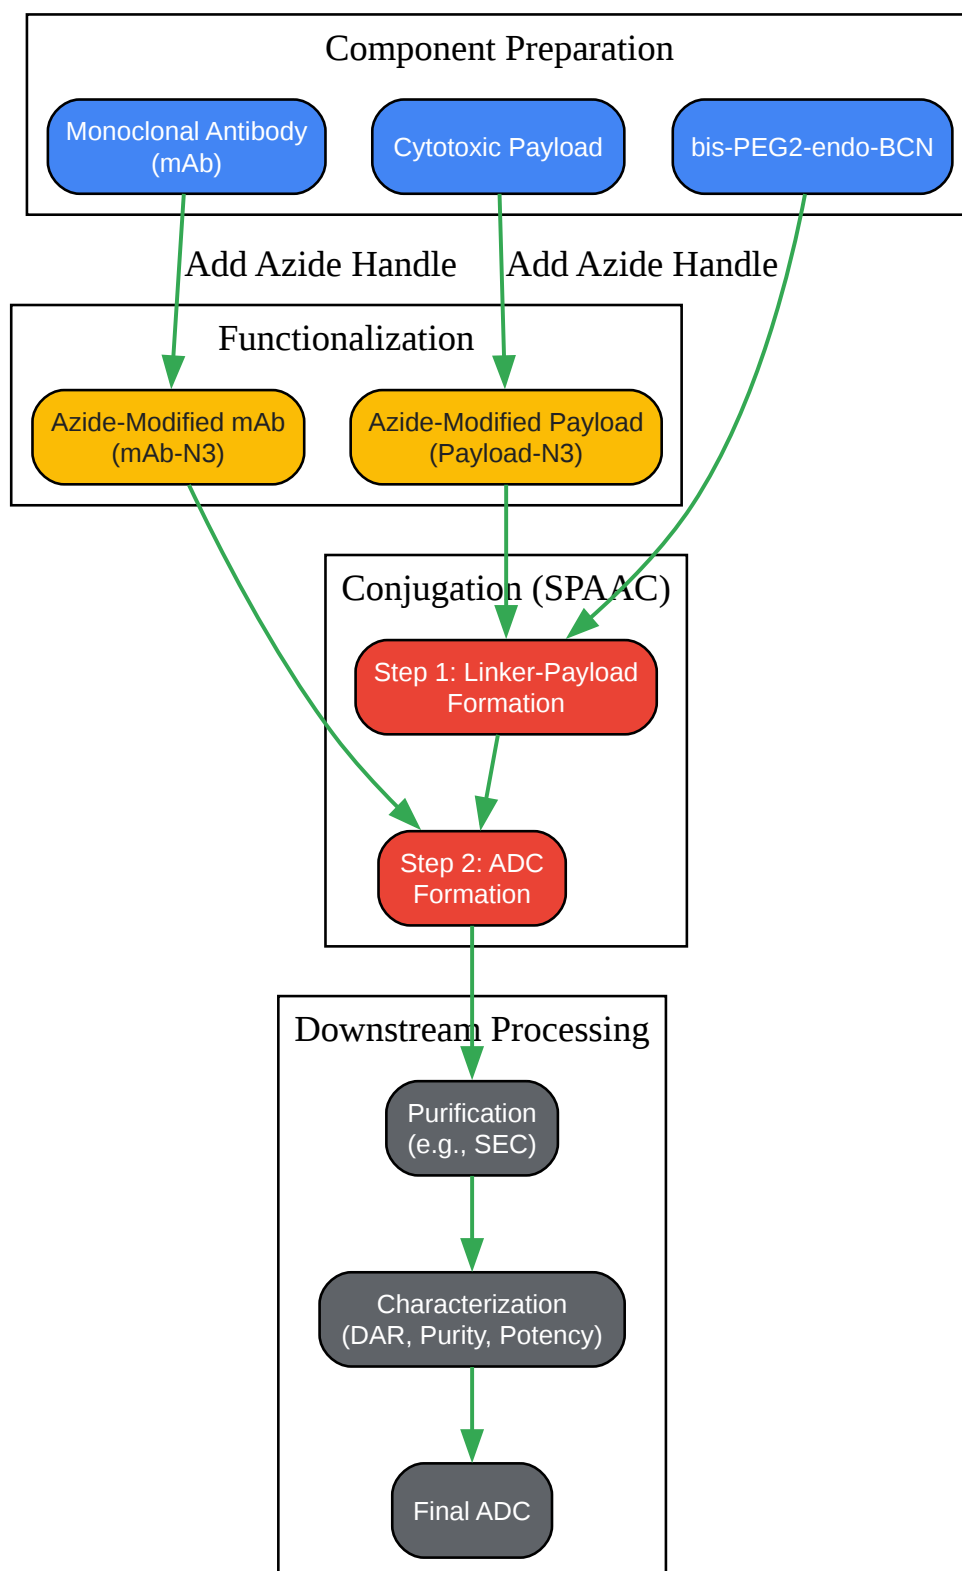 Component Preparation
Monoclonal Antibody
(mAb)
Cytotoxic Payload
bis-PEG2-endo-BCN
Add Azide Handle
Add Azide Handle
Functionalization
Azide-Modified mAb
(mAb-N3)
Azide-Modified Payload
(Payload-N3)
Conjugation (SPAAC)
Step 1: Linker-Payload
Formation
Step 2: ADC
Formation
Downstream Processing
Purification
(e.g., SEC)
Characterization
(DAR, Purity, Potency)
Final ADC